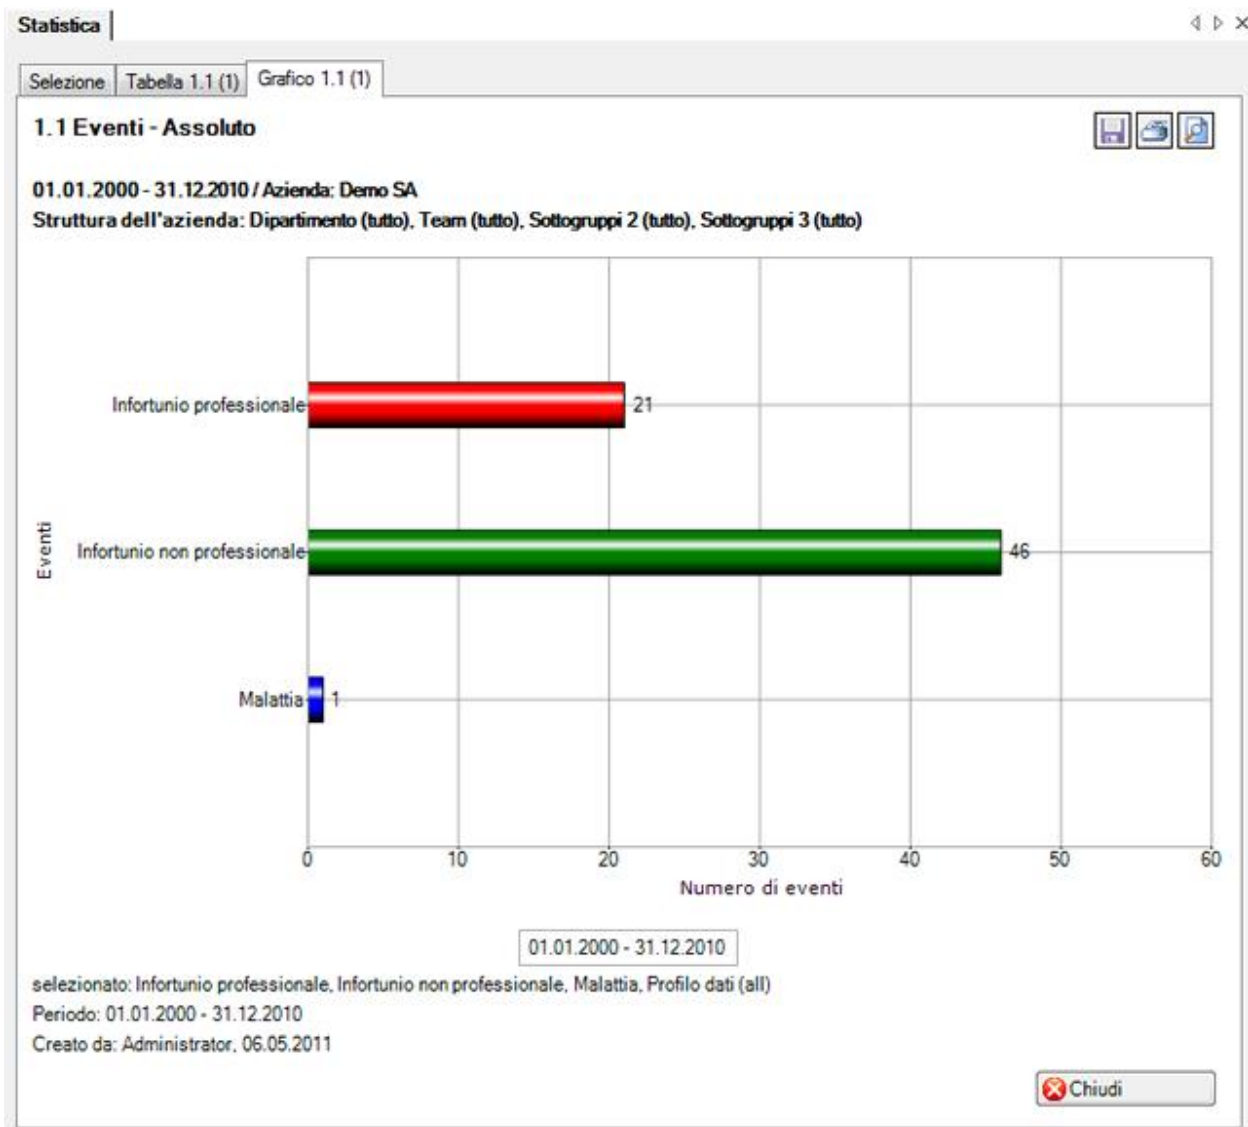 Statistica
Selezione Tabella 1.1 (1) Grafico 1.1 (1)
1.1 Eventi - Assoluto
01.01.2000 - 31.12.2010 / Azienda: Demo SA
Struttura dell'azienda: Dipartimento (tutto), Team (tutto), Sottogruppi 2 (tutto), Sottogruppi 3 (tutto)
Infortunio professionale 21
Eventi
Infortunio non professionale 46
Malattia 1
0 10 20 30 40 50 60
Numero di eventi
01.01.2000 - 31.12.2010
selezionato: Infortunio professionale, Infortunio non professionale, Malattia, Profilo dati (all)
Periodo: 01.01.2000 - 31.12.2010
Creato da: Administrator, 06.05.2011
Chiudi